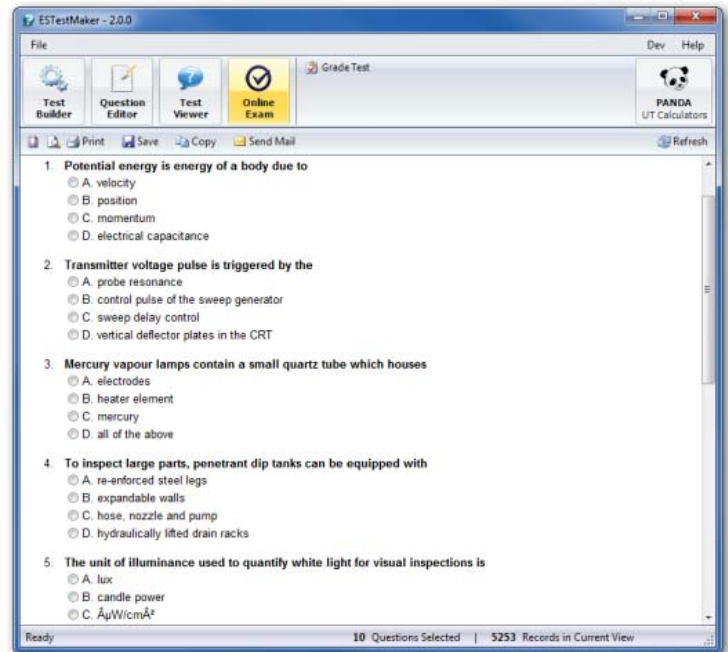 ESTestMaker - 2.0.0
File Dev Help
Grade Test
Test Builder
Question Editor
Test Viewer
Online Exam
PANDA
UT Calculators
Print Save Copy Send Mail Refresh
1. Potential energy is energy of a body due to
A. velocity
B. position
C. momentum
D. electrical capacitance
2. Transmitter voltage pulse is triggered by the
A. probe resonance
B. control pulse of the sweep generator
C. sweep delay control
D. vertical deflector plates in the CRT
3. Mercury vapour lamps contain a small quartz tube which houses
A. electrodes
B. heater element
C. mercury
D. all of the above
4. To inspect large parts, penetrant dip tanks can be equipped with
A. re-enforced steel legs
B. expandable walls
C. hose, nozzle and pump
D. hydraulically lifted drain racks
5. The unit of illuminance used to quantify white light for visual inspections is
A. lux
B. candle power
C. ÂµW/cmÂ²
Ready 10 Questions Selected | 5253 Records in Current View